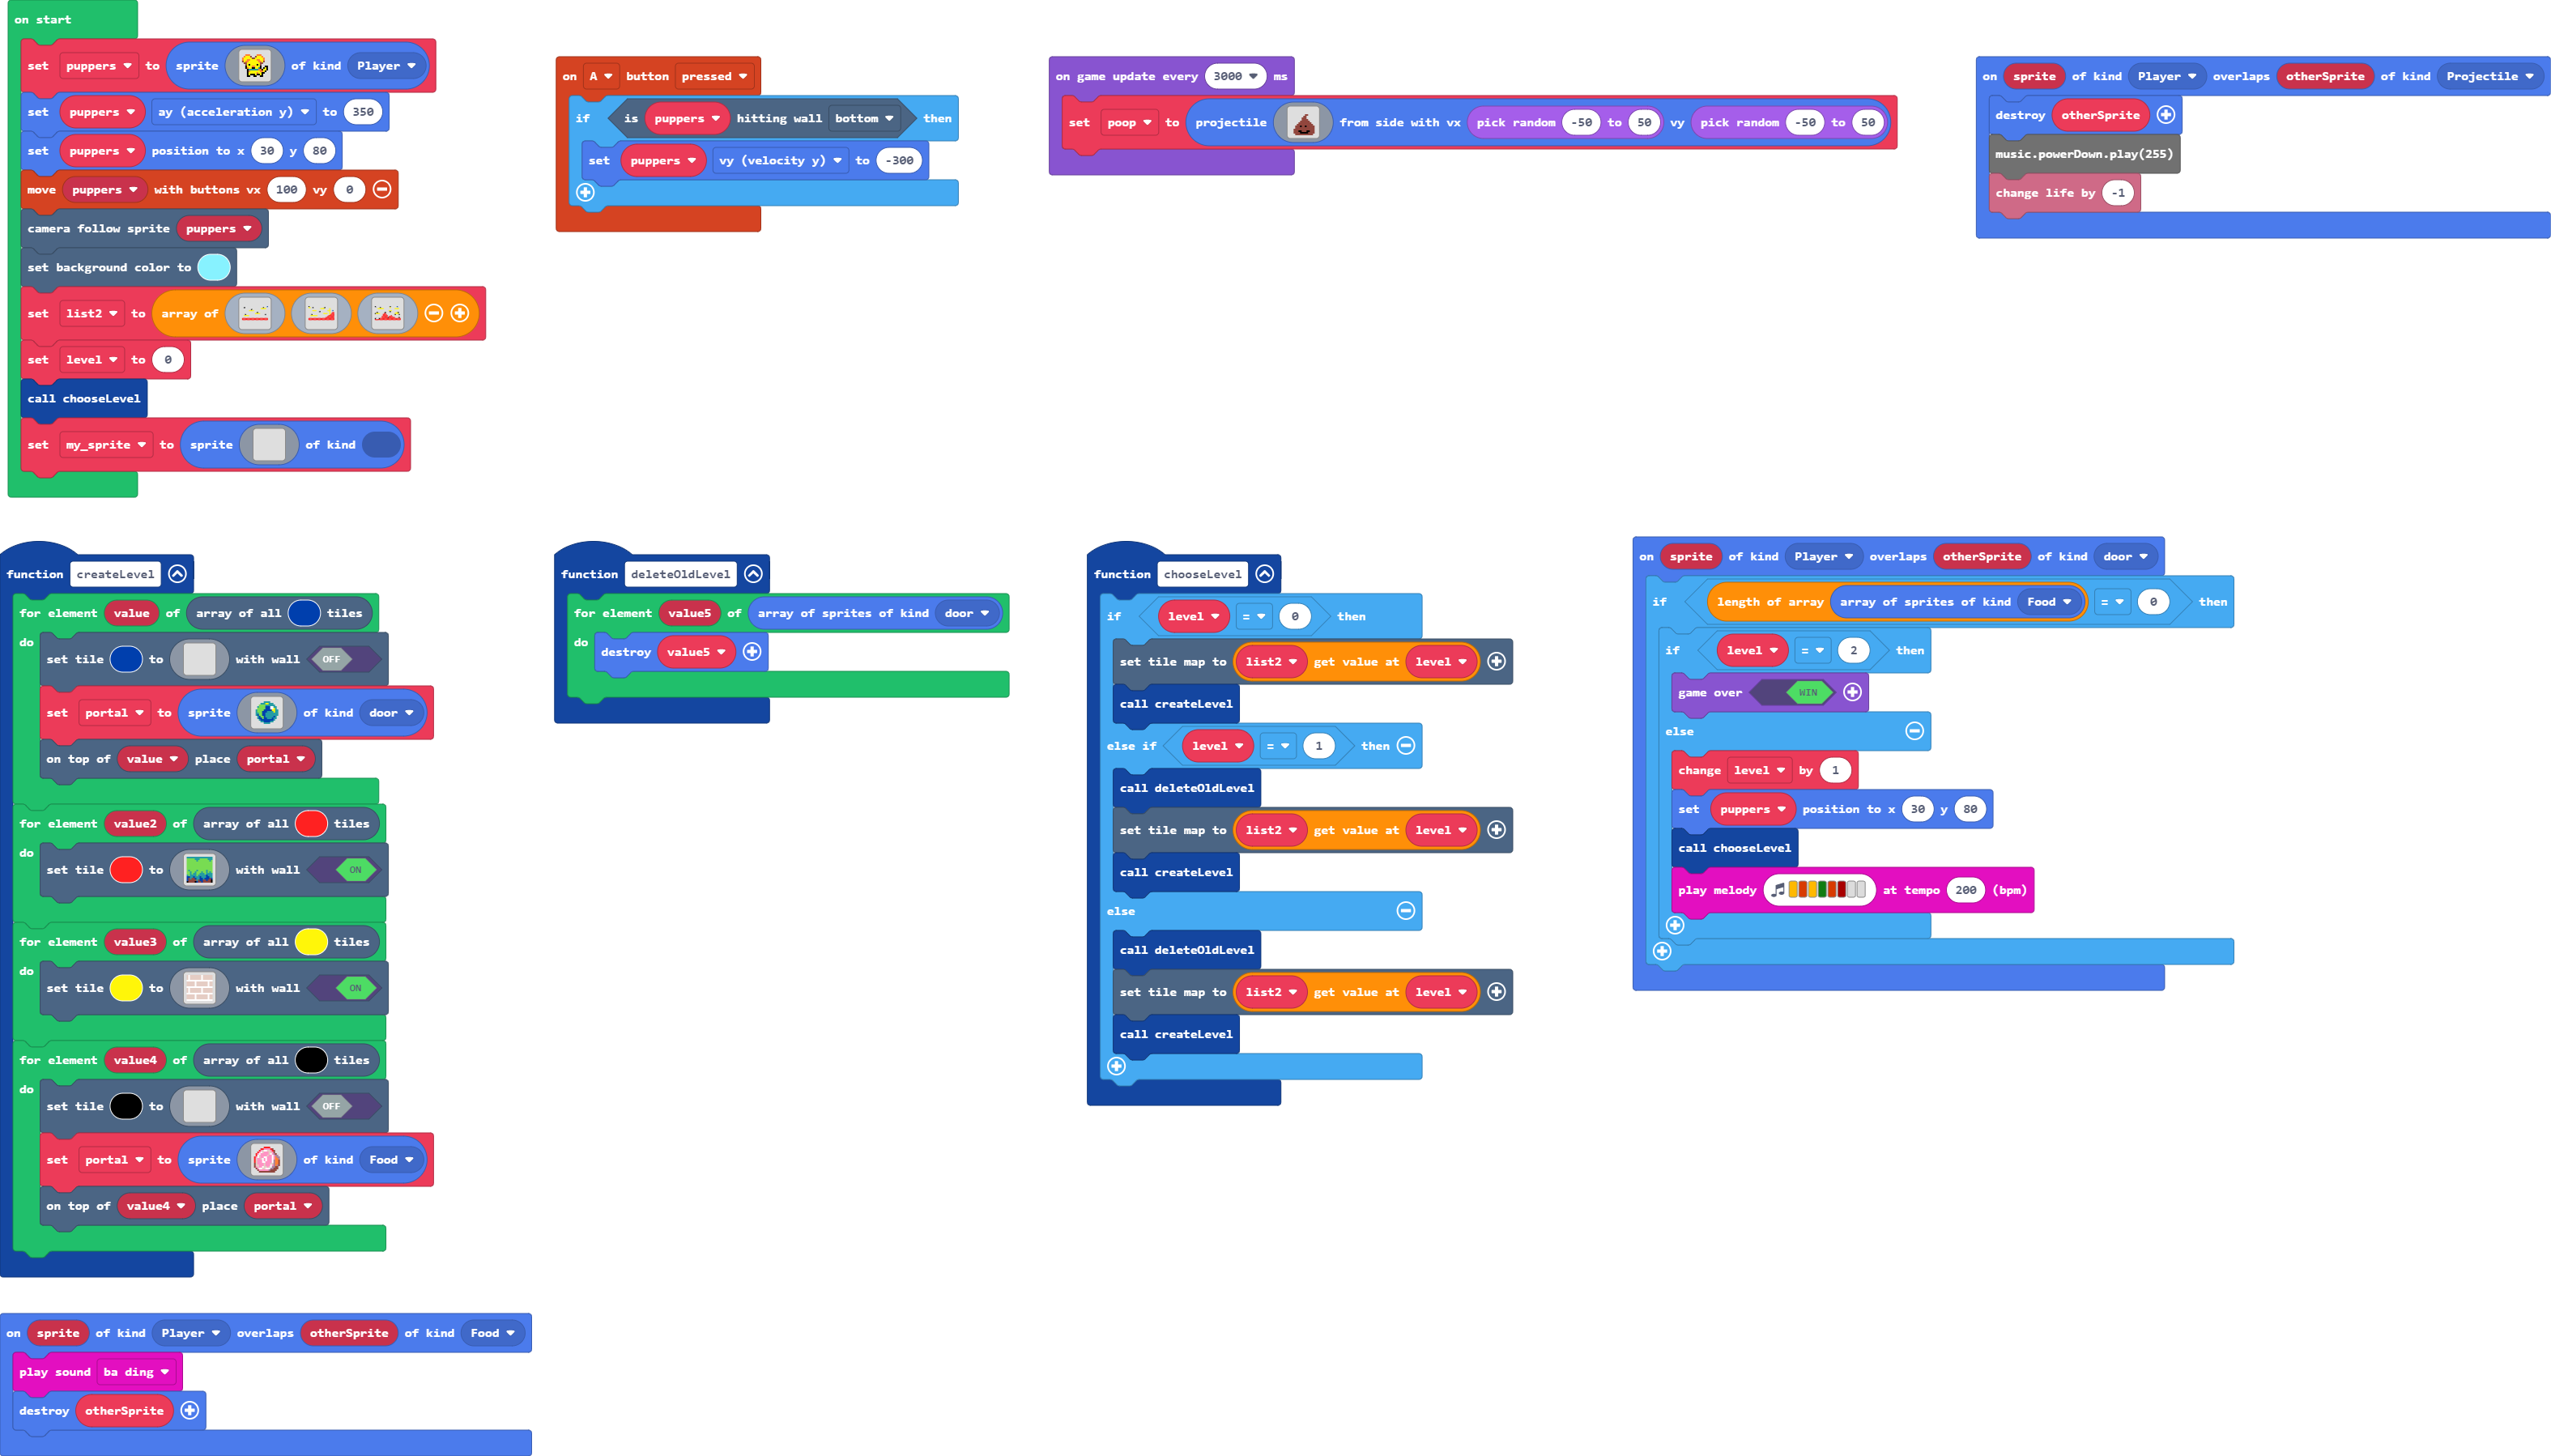 on start
set puppers to sprite of kind Player
set puppers ay (acceleration y) to 350
set puppers position to x 30 y 80
move puppers with buttons vx 100 vy 0
camera follow sprite puppers
set background color to
set list2 to array of
set level to 0
call chooseLevel
set my_sprite to sprite of kind
on A button pressed
if is puppers hitting wall bottom then
set puppers vy (velocity y) to -300
on game update every 3000 ms
set poop to projectile from side with vx pick random -50 to 50 vy pick random -50 to 50
on sprite of kind Player overlaps otherSprite of kind Projectile
destroy otherSprite
music.powerDown.play(255)
change life by -1
function createLevel
for element value of array of all tiles
do
set tile to with wall OFF
set portal to sprite of kind door
on top of value place portal
for element value2 of array of all tiles
do
set tile to with wall ON
for element value3 of array of all tiles
do
set tile to with wall ON
for element value4 of array of all tiles
do
set tile to with wall OFF
set portal to sprite of kind Food
on top of value4 place portal
function deleteOldLevel
for element value5 of array of sprites of kind door
do
destroy value5
function chooseLevel
if level = 0 then
set tile map to list2 get value at level
call createLevel
else if level = 1 then
call deleteOldLevel
set tile map to list2 get value at level
call createLevel
else
call deleteOldLevel
set tile map to list2 get value at level
call createLevel
on sprite of kind Player overlaps otherSprite of kind door
if length of array array of sprites of kind Food = 0 then
if level = 2 then
game over WIN
else
change level by 1
set puppers position to x 30 y 80
call chooseLevel
play melody at tempo 200 (bpm)
on sprite of kind Player overlaps otherSprite of kind Food
play sound ba ding
destroy otherSprite